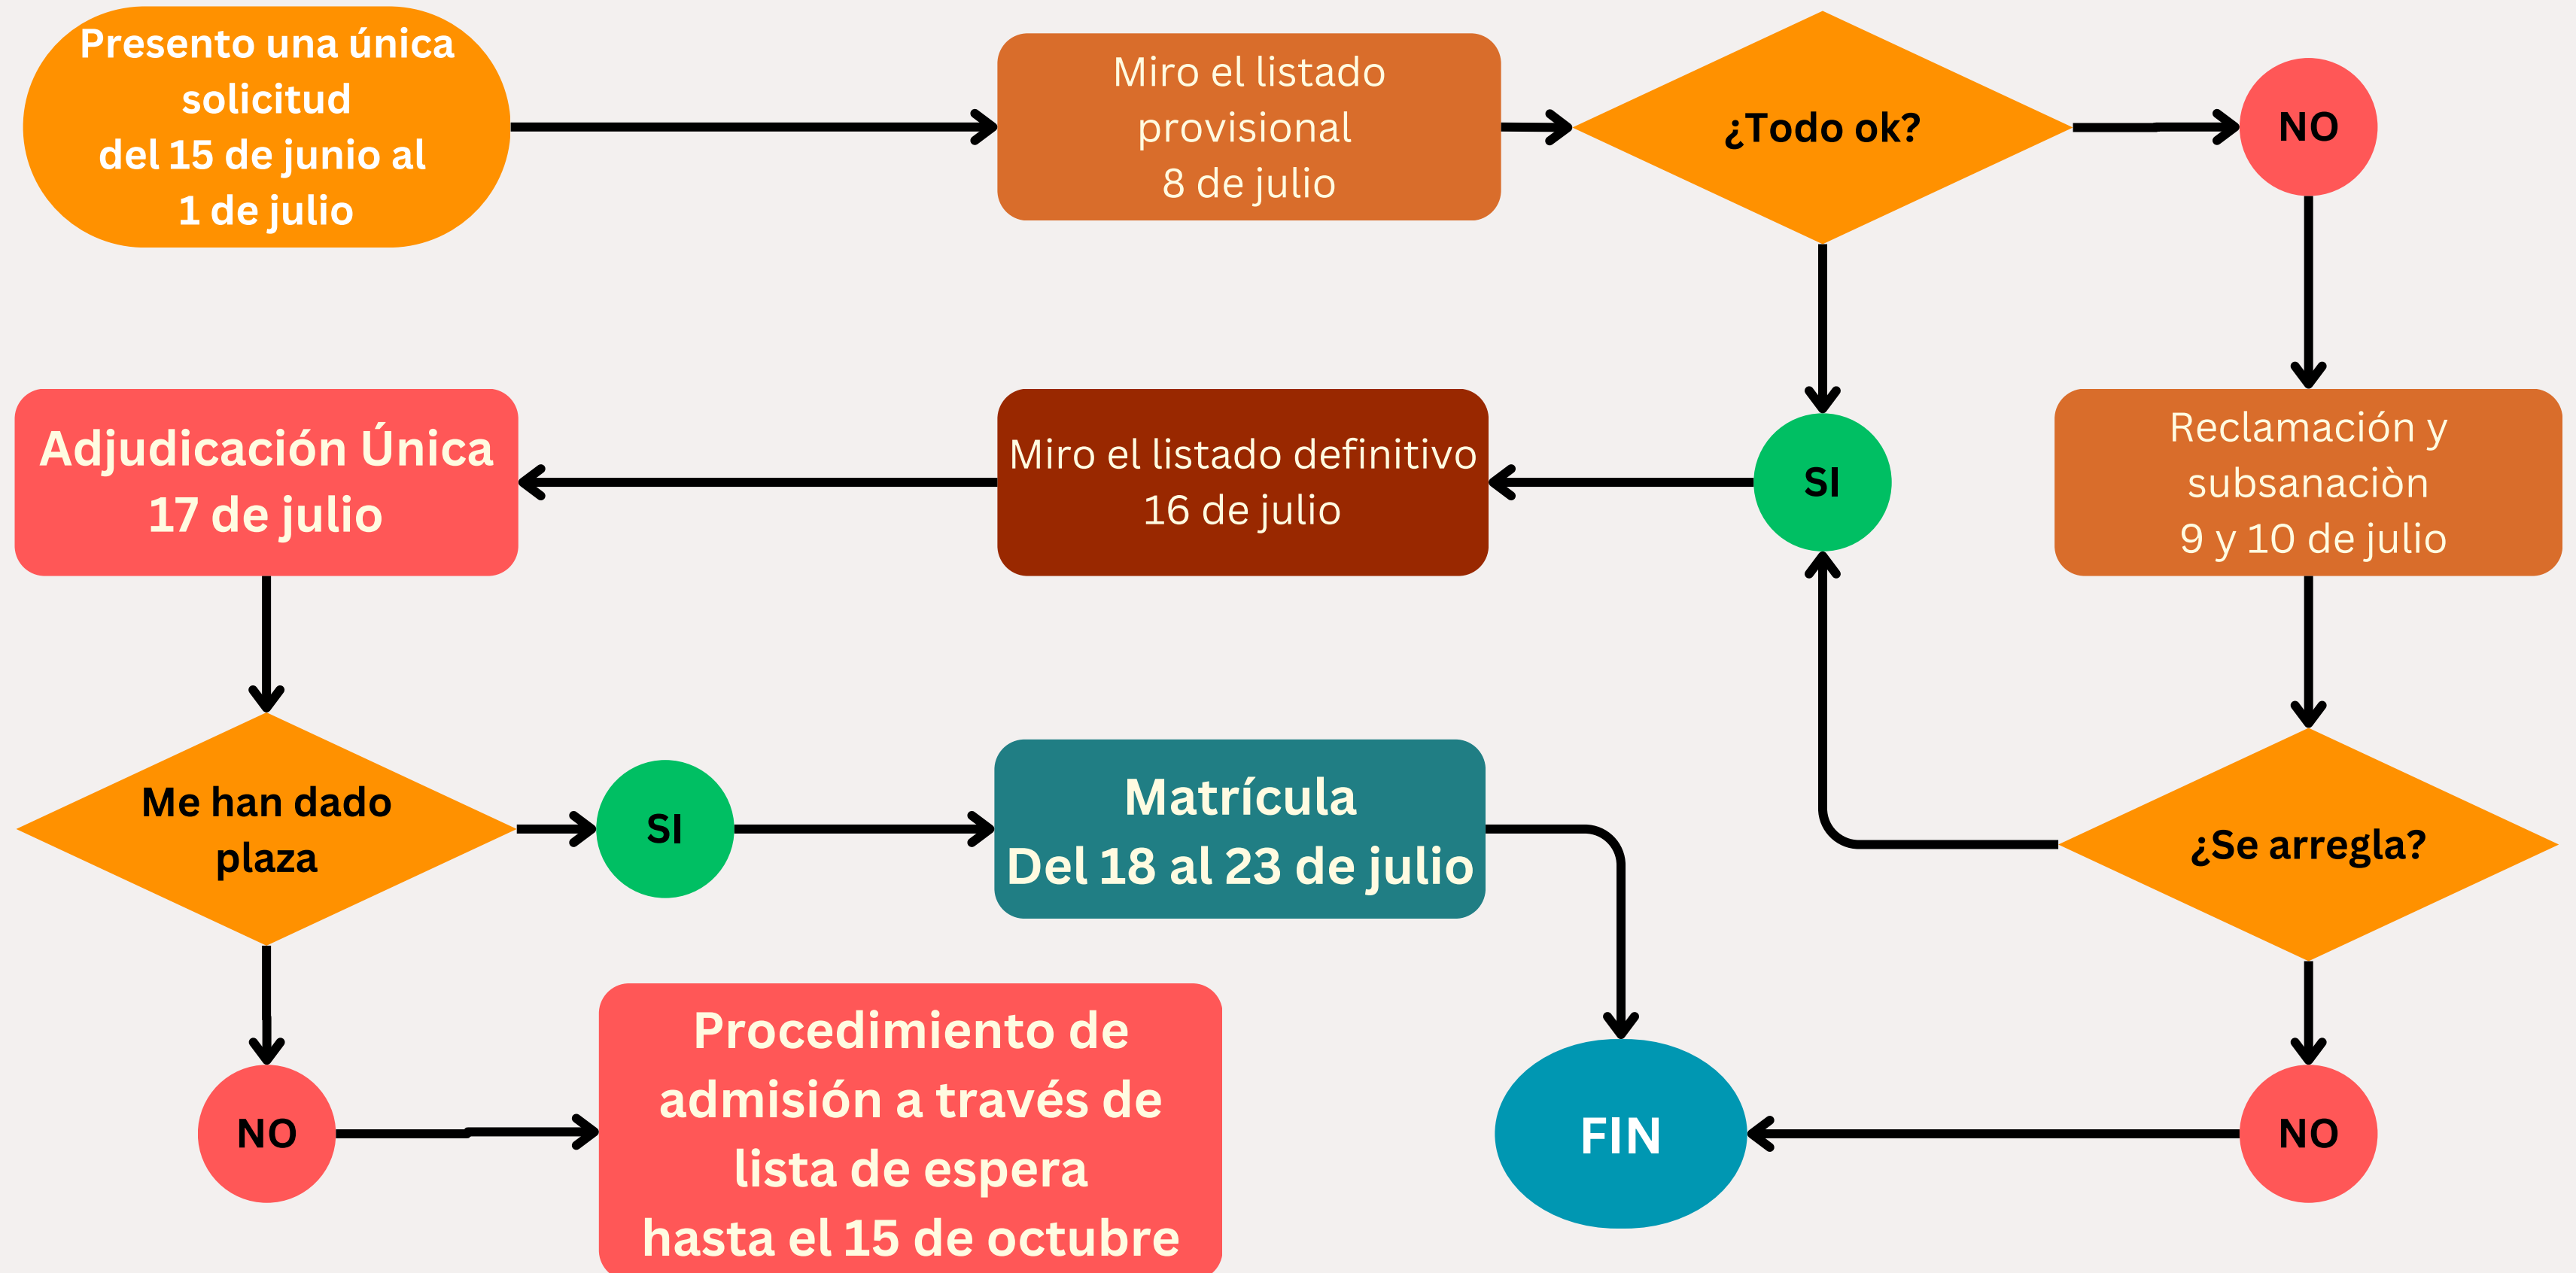 Presento una única
solicitud
del 15 de junio al
1 de julio
Miro el listado
provisional
8 de julio
¿Todo ok?
NO
Adjudicación Única
17 de julio
Miro el listado definitivo
16 de julio
SI
Reclamación y
subsanaciòn
9 y 10 de julio
Me han dado
plaza
SI
Matrícula
Del 18 al 23 de julio
¿Se arregla?
NO
Procedimiento de
admisión a través de
lista de espera
hasta el 15 de octubre
FIN
NO